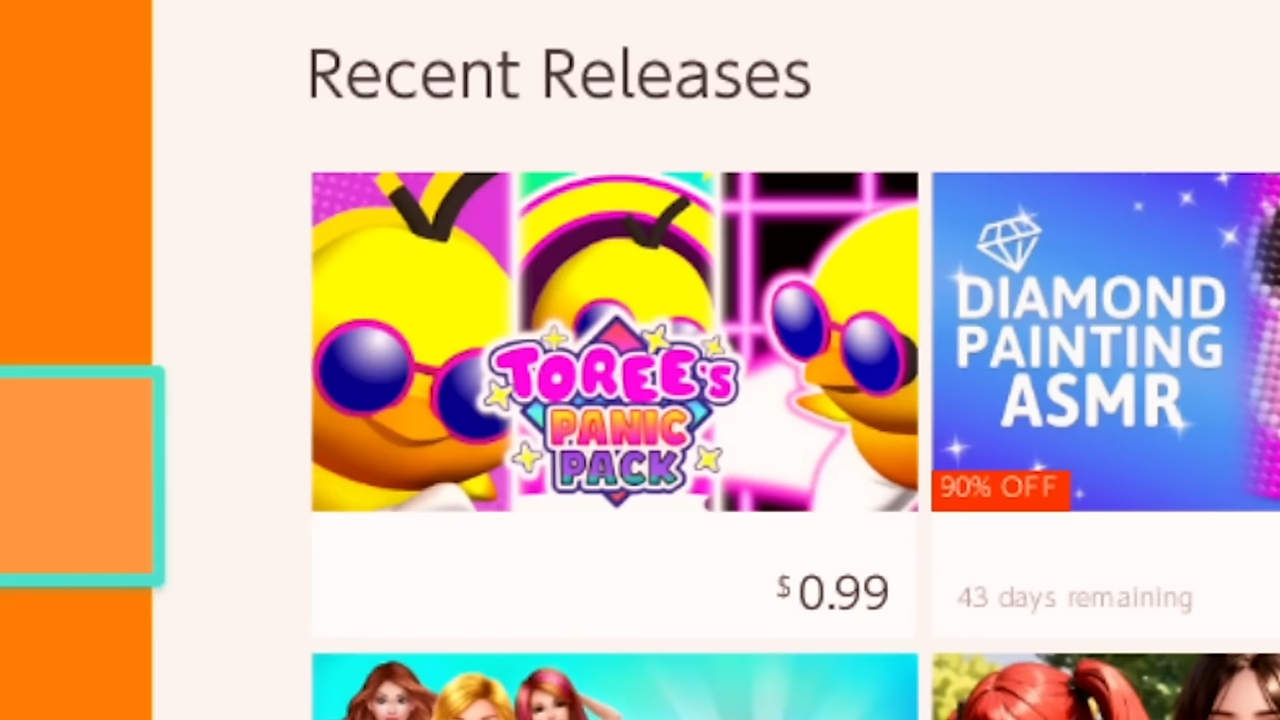 Recent Releases
TOREE's
PANIC
PACK
DIAMOND
PAINTING
ASMR
90% OFF
$0.99
43 days remaining